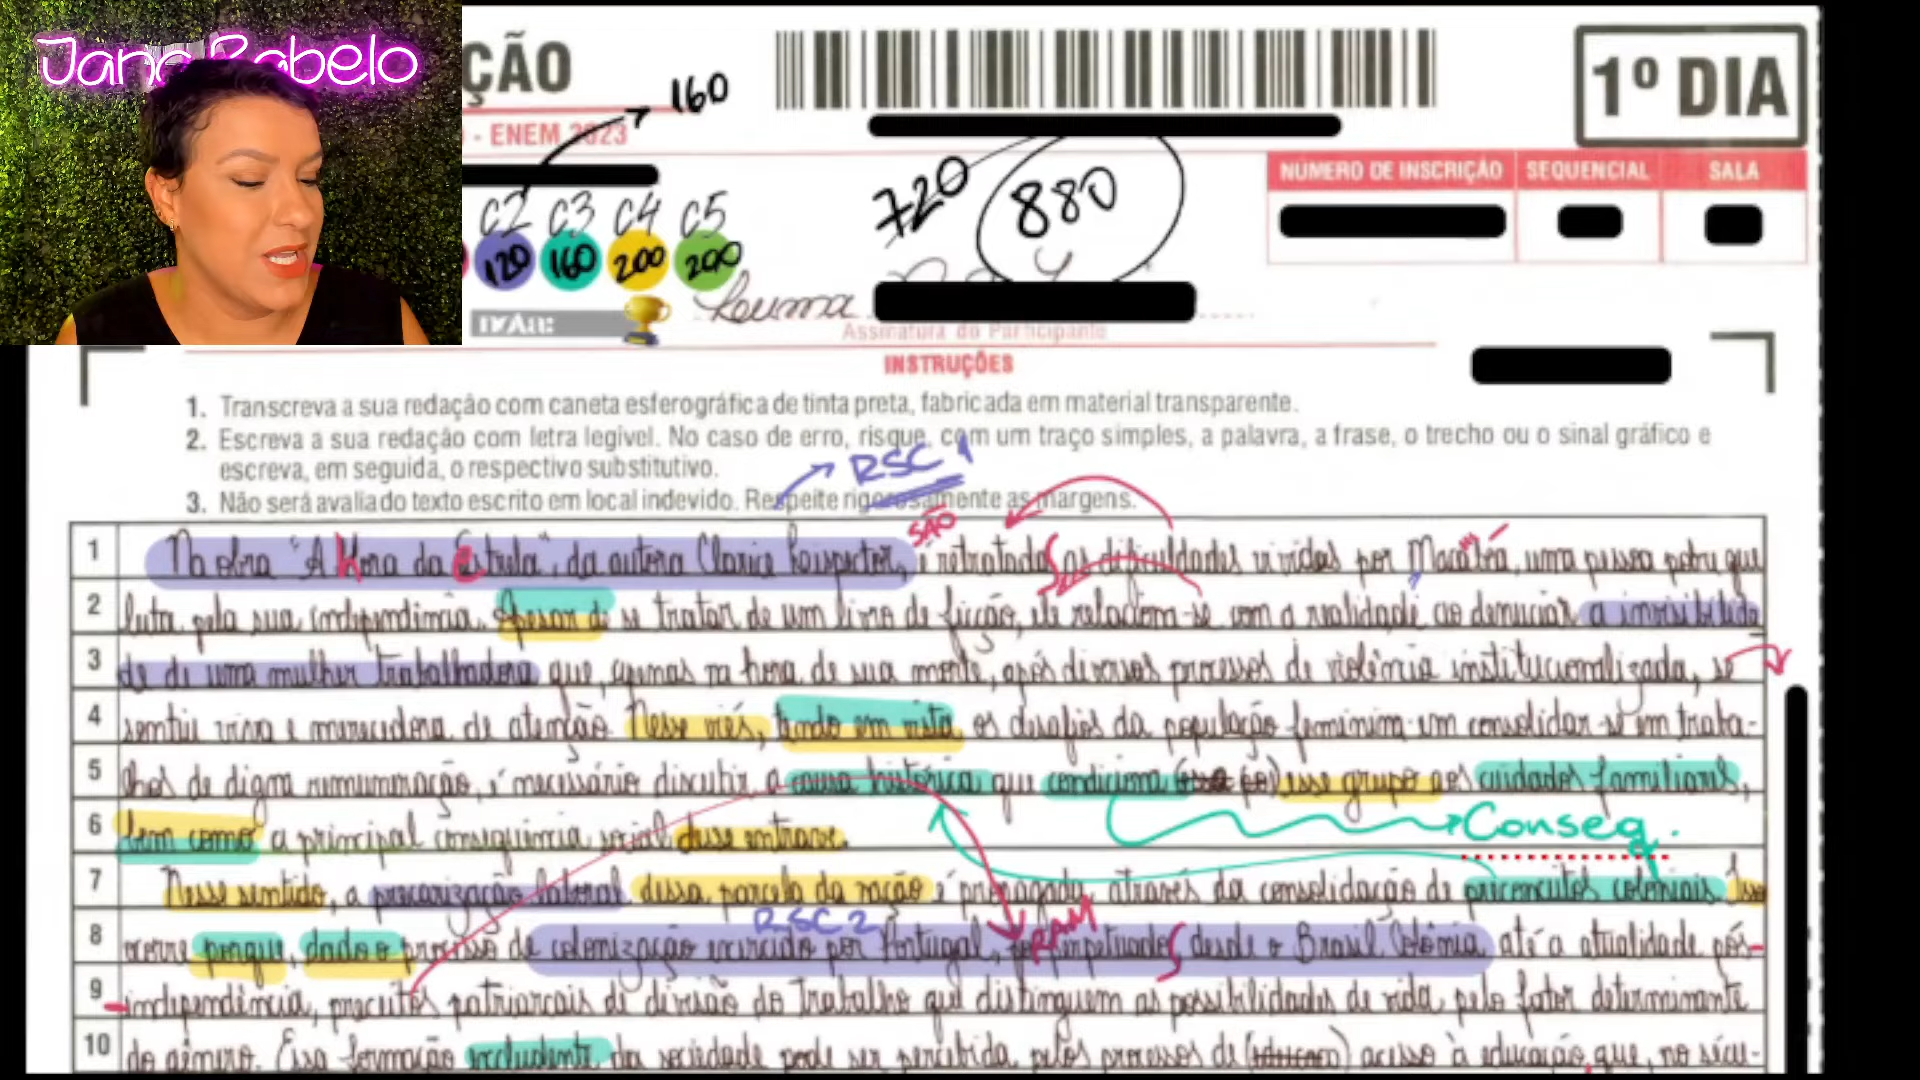 Jana Rabelo
ÇÃO
160
1º DIA
- ENEM 2023
720
880
NÚMERO DE INSCRIÇÃO SEQUENCIAL SALA
C2 C3 C4 C5
120 160 200 200
Leuma
Assinatura do Participante
INSTRUÇÕES
1. Transcreva a sua redação com caneta esferográfica de tinta preta, fabricada em material transparente.
2. Escreva a sua redação com letra legível. No caso de erro, risque, com um traço simples, a palavra, a frase, o trecho ou o sinal gráfico e
escreva, em seguida, o respectivo substitutivo.
RSC 1
3. Não será avaliado texto escrito em local indevido. Respeite rigorosamente as margens.
SÃO
1 Na obra "A Hora da Estrela", da autora Clarice Lispector, é retratada as dificuldades vividas por Macabéa, uma pessoa pobre que
2 luta pela sua independência. Apesar de se tratar de um livro de ficção, ele relaciona-se com a realidade ao denunciar a invisibilida
3 de de uma mulher trabalhadora que, apenas na hora de sua morte, após diversos processos de violência institucionalizada, se
4 sentiu viva e merecedora de atenção. Nesse viés, tendo em vista os desafios da população feminina em consolidar-se em traba-
5 lhos de digna remuneração, é necessário discutir a causa histórica que condiciona esse grupo aos cuidados familiares,
6 bem como a principal consequência social desse entrave.
Conseq.
7 Nesse sentido, a precarização laboral dessa parcela da nação é propagada através da consolidação de preconceitos coloniais. Isso
RSC 2
RAM
8 ocorre porque, dado o processo de colonização exercido por Portugal, perpetuados desde o Brasil Colônia até a atualidade pós-
9 -independência, preceitos patriarcais de divisão do trabalho que distinguem as possibilidades de vida pelo fator determinante
10 do gênero. Essa formação excludente da sociedade pode ser percebida pelos processos de acesso à educação que, no sécu-